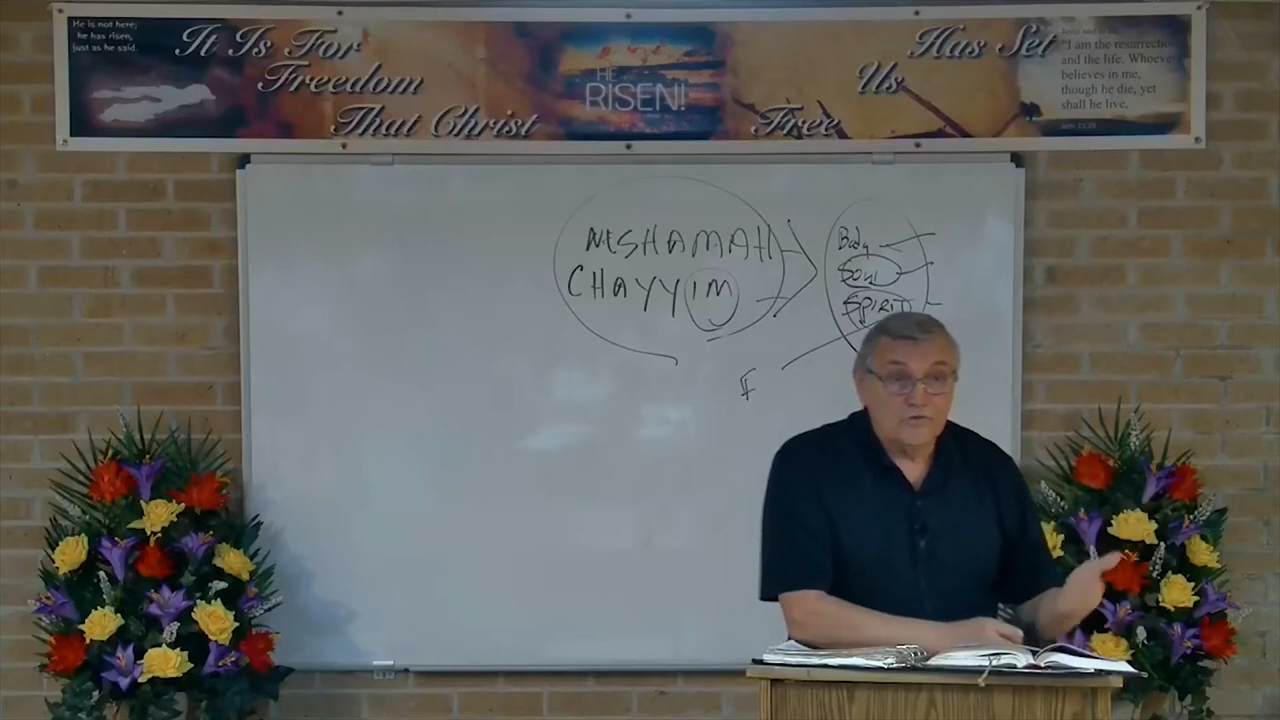 He is not here;
he has risen,
just as he said.
It Is For
Freedom
That Christ
HE IS
RISEN!
Has Set
Us
Free
"I am the resurrection
and the life. Whoever
believes in me,
though he die, yet
shall he live.
NESHAMAH
CHAYYIM
Body
Soul
SPIRIT